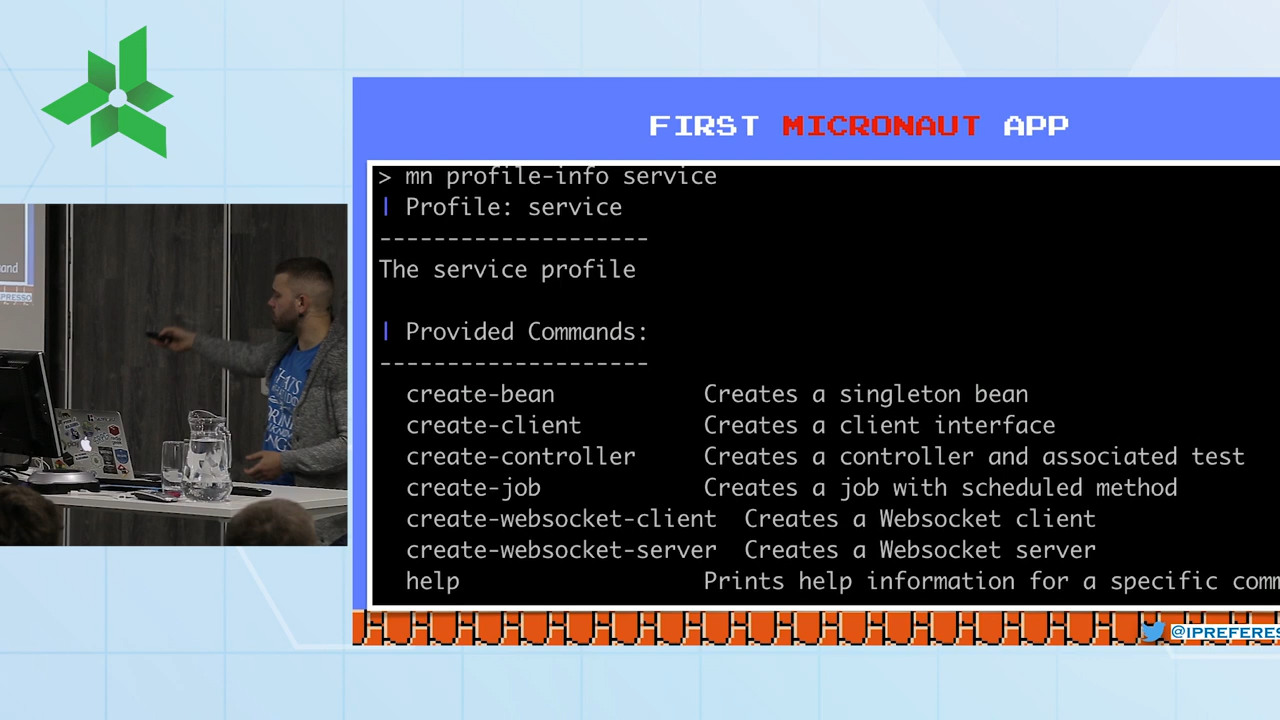 FIRST MICRONAUT APP
> mn profile-info service
| Profile: service
--------------------
The service profile
| Provided Commands:
--------------------
create-bean Creates a singleton bean
create-client Creates a client interface
create-controller Creates a controller and associated test
create-job Creates a job with scheduled method
create-websocket-client Creates a Websocket client
create-websocket-server Creates a Websocket server
help Prints help information for a specific comm
@IPREFERES
and
PRESSO